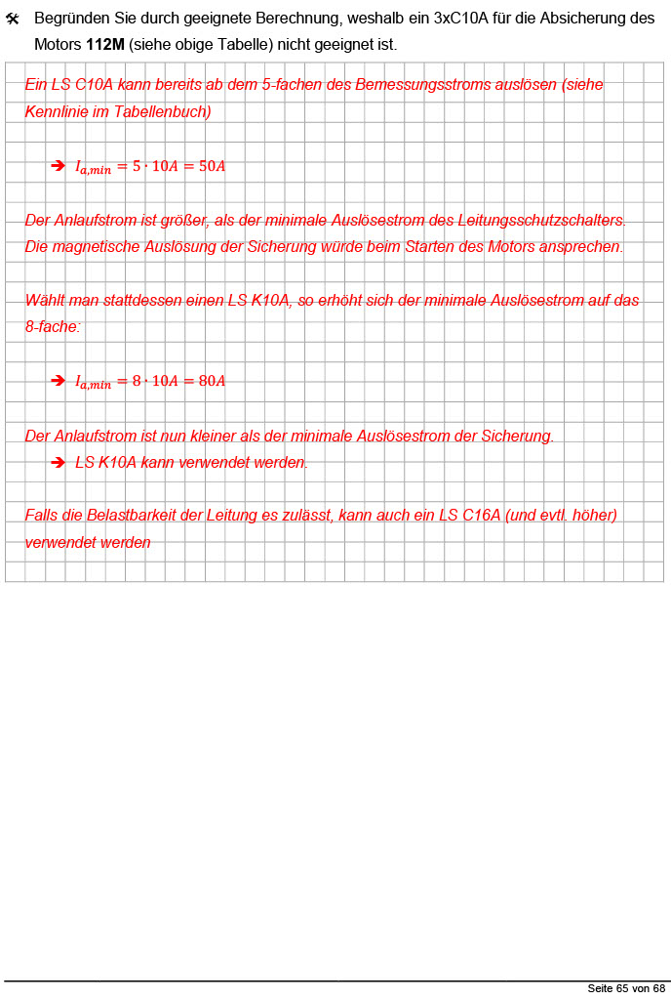 Begründen Sie durch geeignete Berechnung, weshalb ein 3xC10A für die Absicherung des
Motors 112M (siehe obige Tabelle) nicht geeignet ist.
Ein LS C10A kann bereits ab dem 5-fachen des Bemessungsstroms auslösen (siehe
Kennlinie im Tabellenbuch)
➔ I_{a,min} = 5 · 10A = 50A
Der Anlaufstrom ist größer, als der minimale Auslösestrom des Leitungsschutzschalters.
Die magnetische Auslösung der Sicherung würde beim Starten des Motors ansprechen.
Wählt man stattdessen einen LS K10A, so erhöht sich der minimale Auslösestrom auf das
8-fache:
➔ I_{a,min} = 8 · 10A = 80A
Der Anlaufstrom ist nun kleiner als der minimale Auslösestrom der Sicherung.
➔ LS K10A kann verwendet werden.
Falls die Belastbarkeit der Leitung es zulässt, kann auch ein LS C16A (und evtl. höher)
verwendet werden
Seite 65 von 68